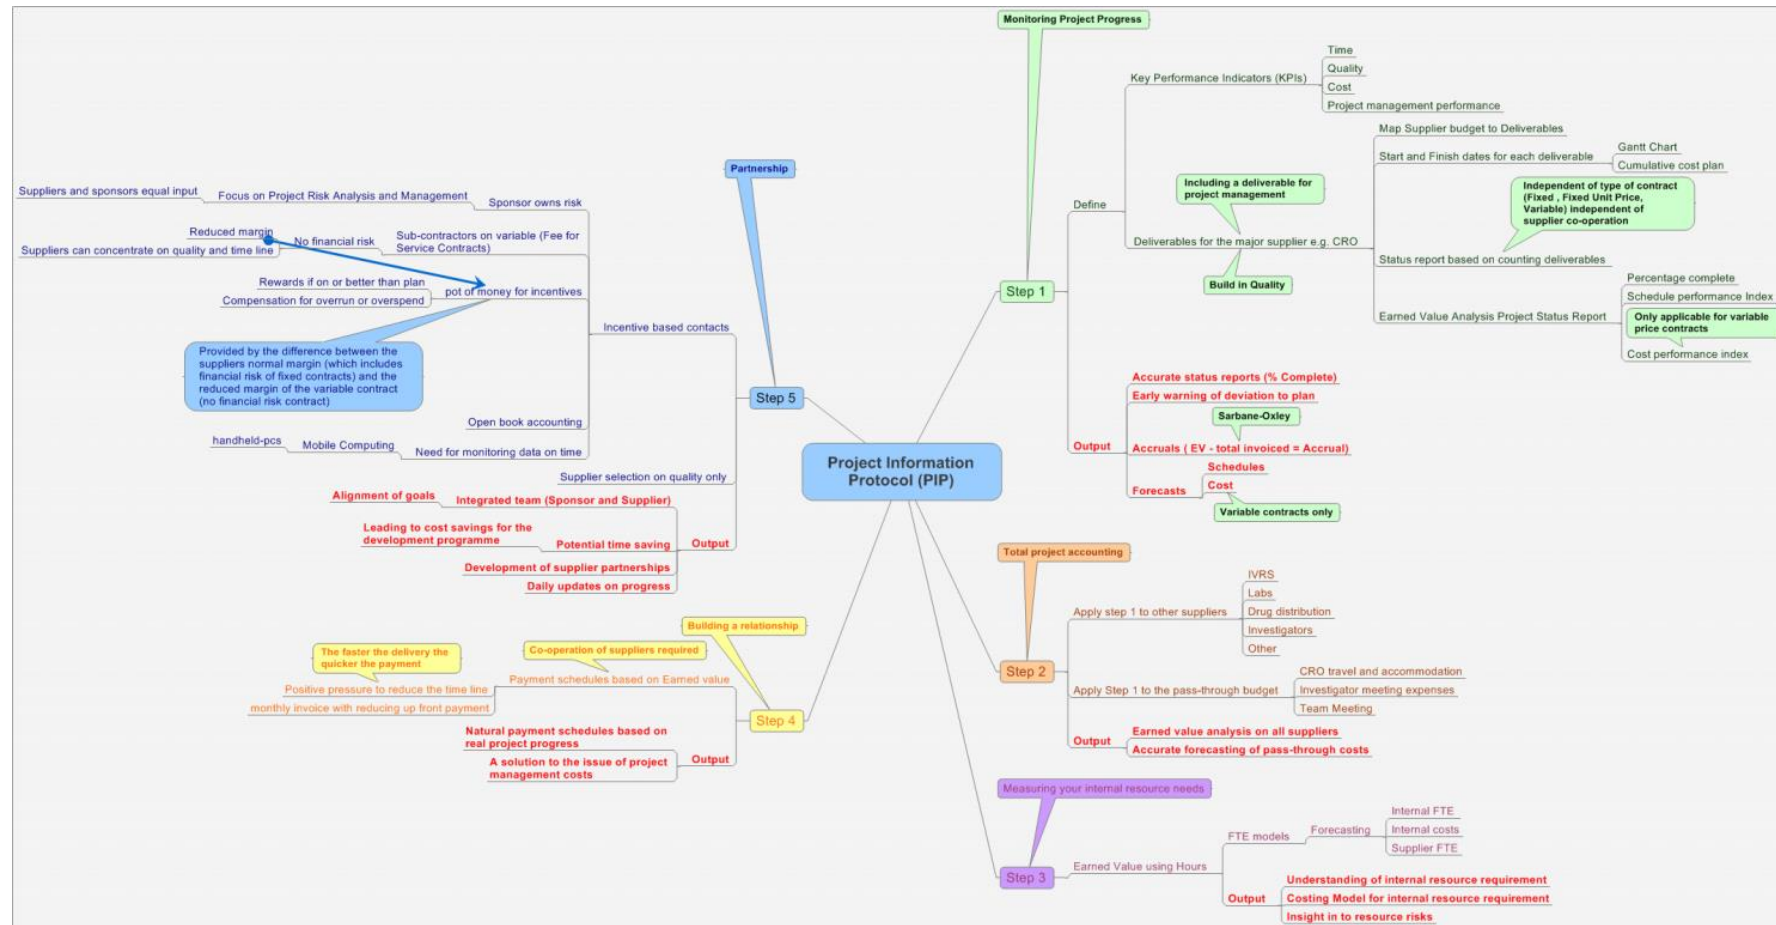 Project Information
Protocol (PIP)
Monitoring Project Progress
Step 1
Define
Key Performance Indicators (KPIs)
Time
Quality
Cost
Project management performance
Including a deliverable for
project management
Deliverables for the major supplier e.g. CRO
Build in Quality
Map Supplier budget to Deliverables
Start and Finish dates for each deliverable
Gantt Chart
Cumulative cost plan
Independent of type of contract
(Fixed , Fixed Unit Price,
Variable) independent of
supplier co-operation
Status report based on counting deliverables
Earned Value Analysis Project Status Report
Percentage complete
Schedule performance Index
Only applicable for variable
price contracts
Cost performance index
Output
Accurate status reports (% Complete)
Early warning of deviation to plan
Sarbane-Oxley
Accruals ( EV - total invoiced = Accrual)
Forecasts
Schedules
Cost
Variable contracts only
Total project accounting
Step 2
Apply step 1 to other suppliers
IVRS
Labs
Drug distribution
Investigators
Other
Apply Step 1 to the pass-through budget
CRO travel and accommodation
Investigator meeting expenses
Team Meeting
Output
Earned value analysis on all suppliers
Accurate forecasting of pass-through costs
Measuring your internal resource needs
Step 3
Earned Value using Hours
FTE models
Forecasting
Internal FTE
Internal costs
Supplier FTE
Output
Understanding of internal resource requirement
Costing Model for internal resource requirement
Insight in to resource risks
Building a relationship
Step 4
Co-operation of suppliers required
Payment schedules based on Earned value
The faster the delivery the
quicker the payment
Positive pressure to reduce the time line
monthly invoice with reducing up front payment
Output
Natural payment schedules based on
real project progress
A solution to the issue of project
management costs
Partnership
Step 5
Incentive based contacts
Sponsor owns risk
Focus on Project Risk Analysis and Management
Suppliers and sponsors equal input
Sub-contractors on variable (Fee for
Service Contracts)
No financial risk
Reduced margin
Suppliers can concentrate on quality and time line
pot of money for incentives
Rewards if on or better than plan
Compensation for overrun or overspend
Provided by the difference between the
suppliers normal margin (which includes
financial risk of fixed contracts) and the
reduced margin of the variable contract
(no financial risk contract)
Open book accounting
Need for monitoring data on time
Mobile Computing
handheld-pcs
Supplier selection on quality only
Output
Integrated team (Sponsor and Supplier)
Alignment of goals
Potential time saving
Leading to cost savings for the
development programme
Development of supplier partnerships
Daily updates on progress